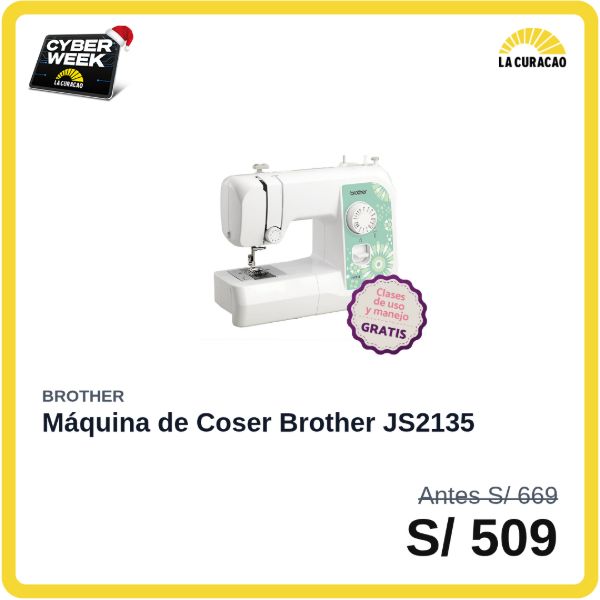 CYBER
WEEK
LA CURACAO
LA CURACAO
brother
Clases
de uso
y manejo
GRATIS
BROTHER
Máquina de Coser Brother JS2135
Antes S/ 669
S/ 509